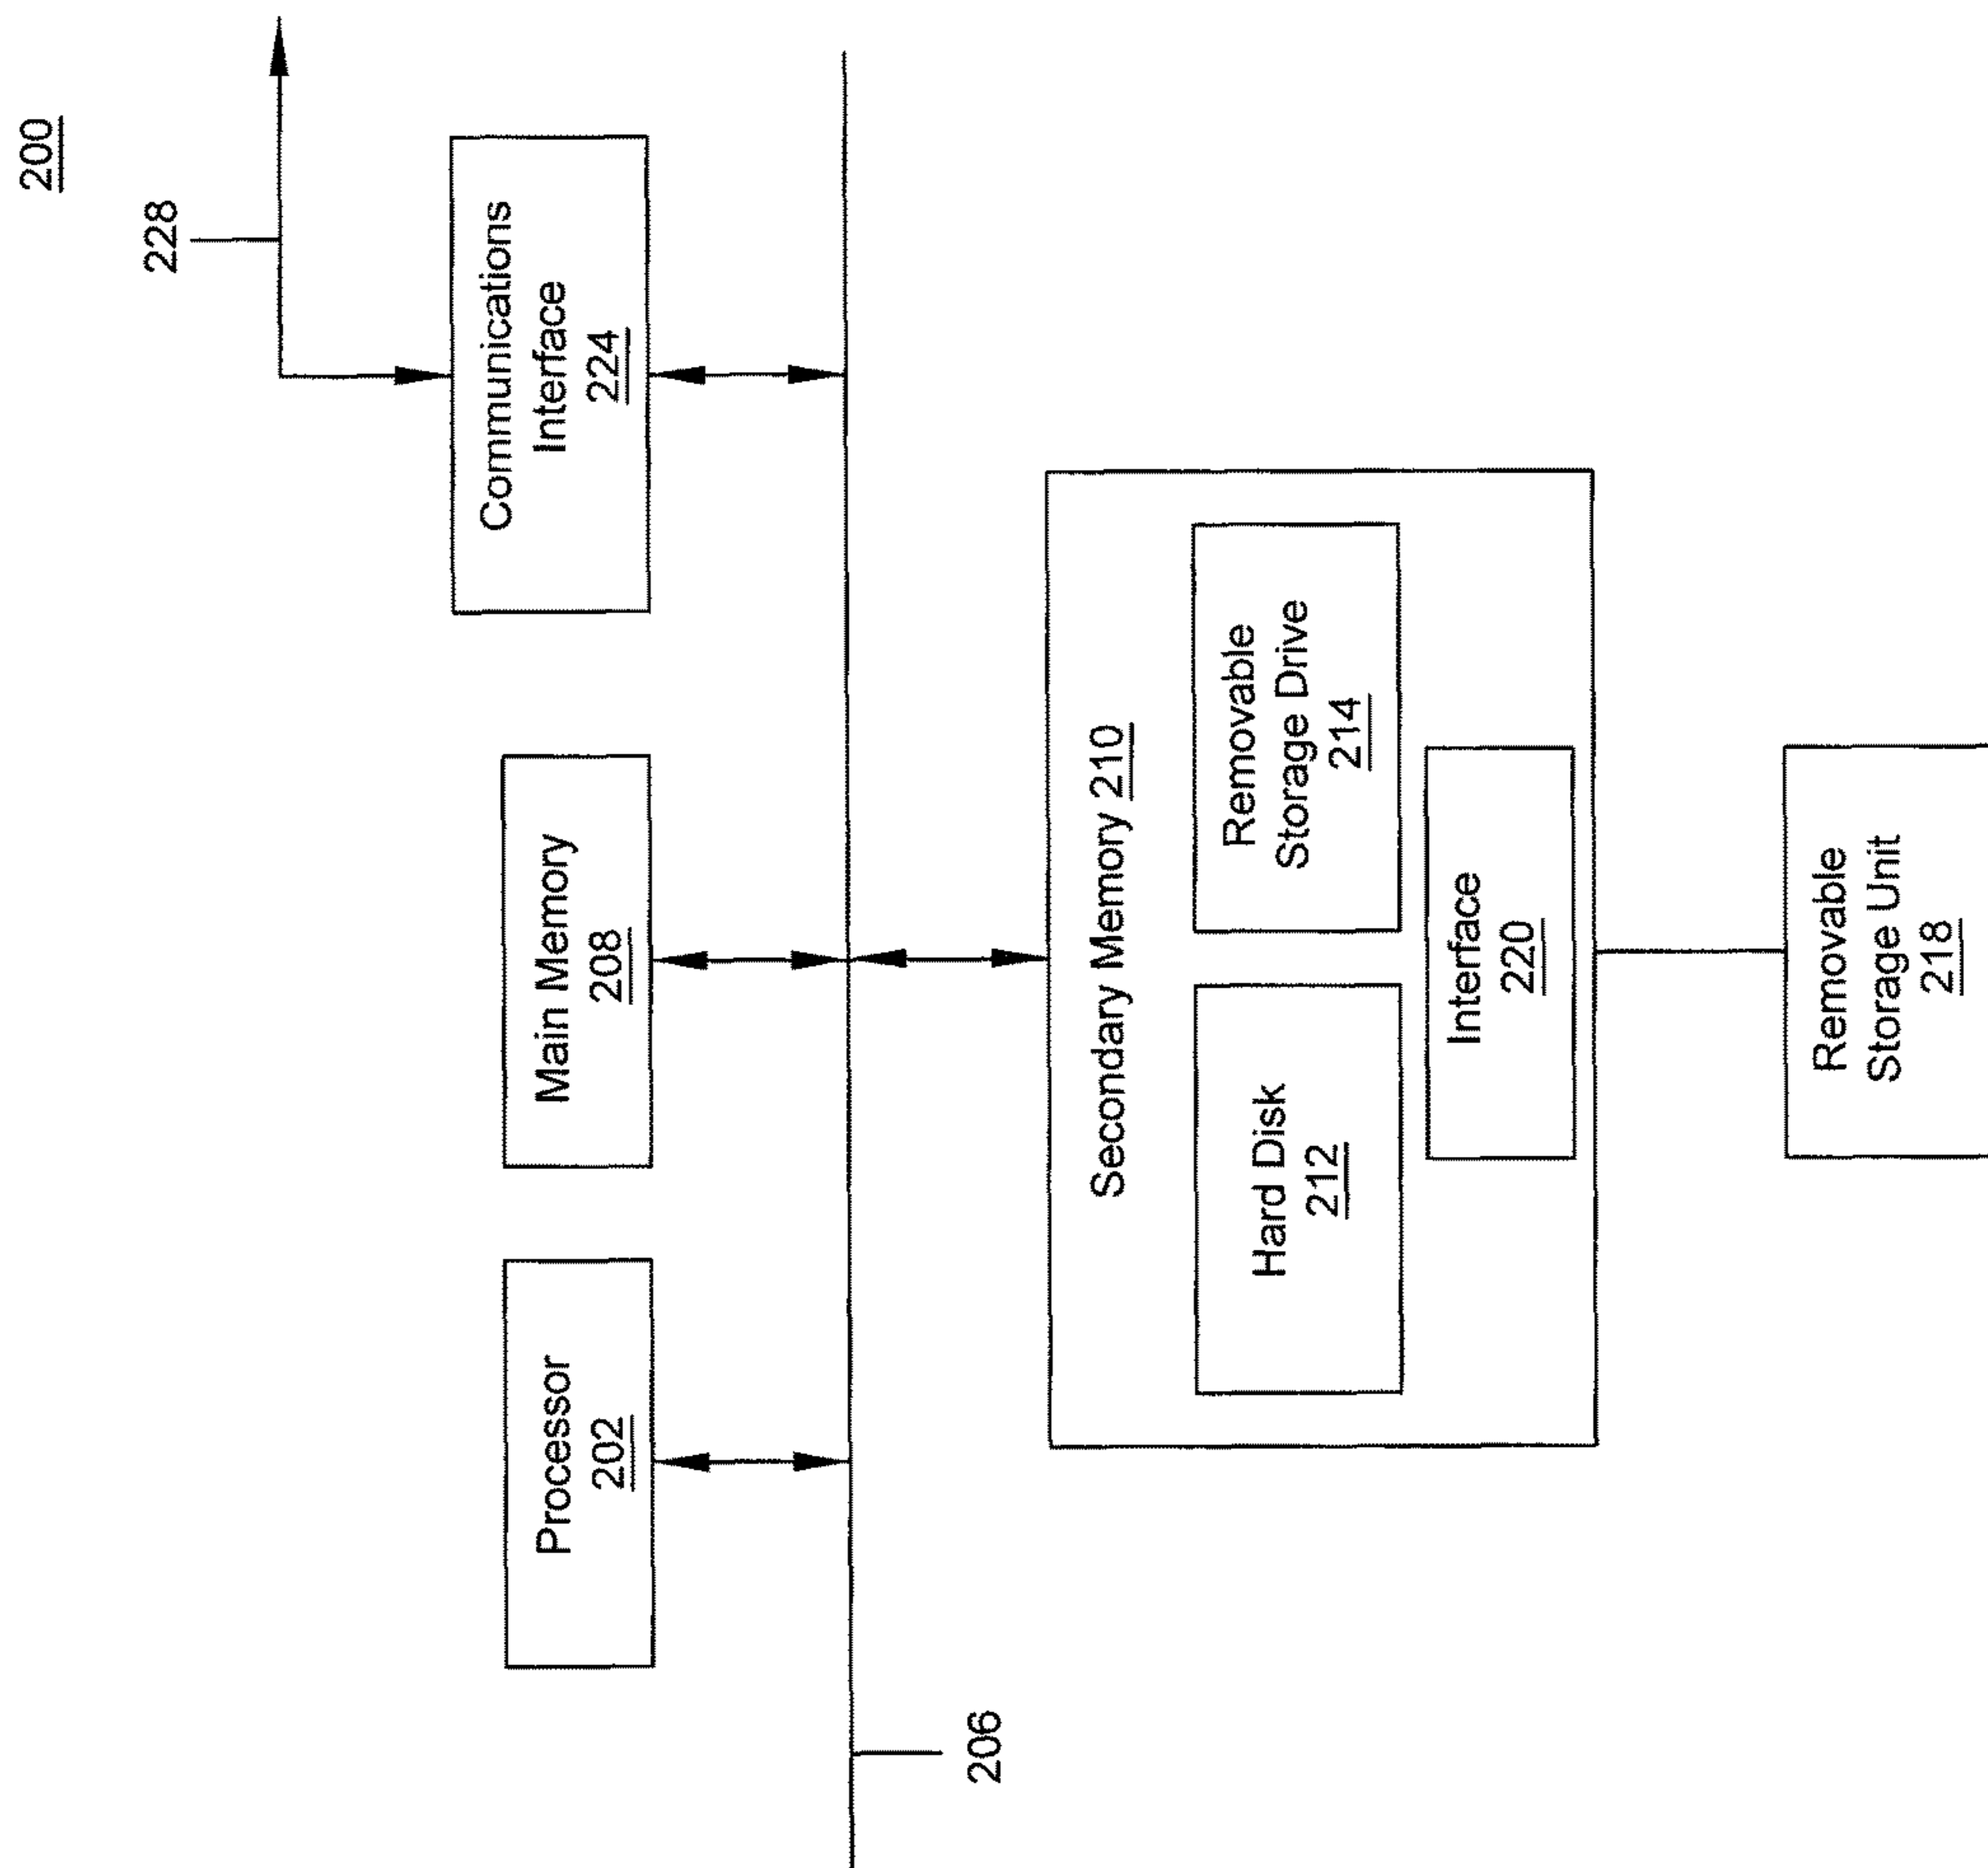 200
228
Communications
Interface
224
Main Memory
208
Processor
202
206
Secondary Memory 210
Removable
Storage Drive
214
Hard Disk
212
Interface
220
Removable
Storage Unit
218